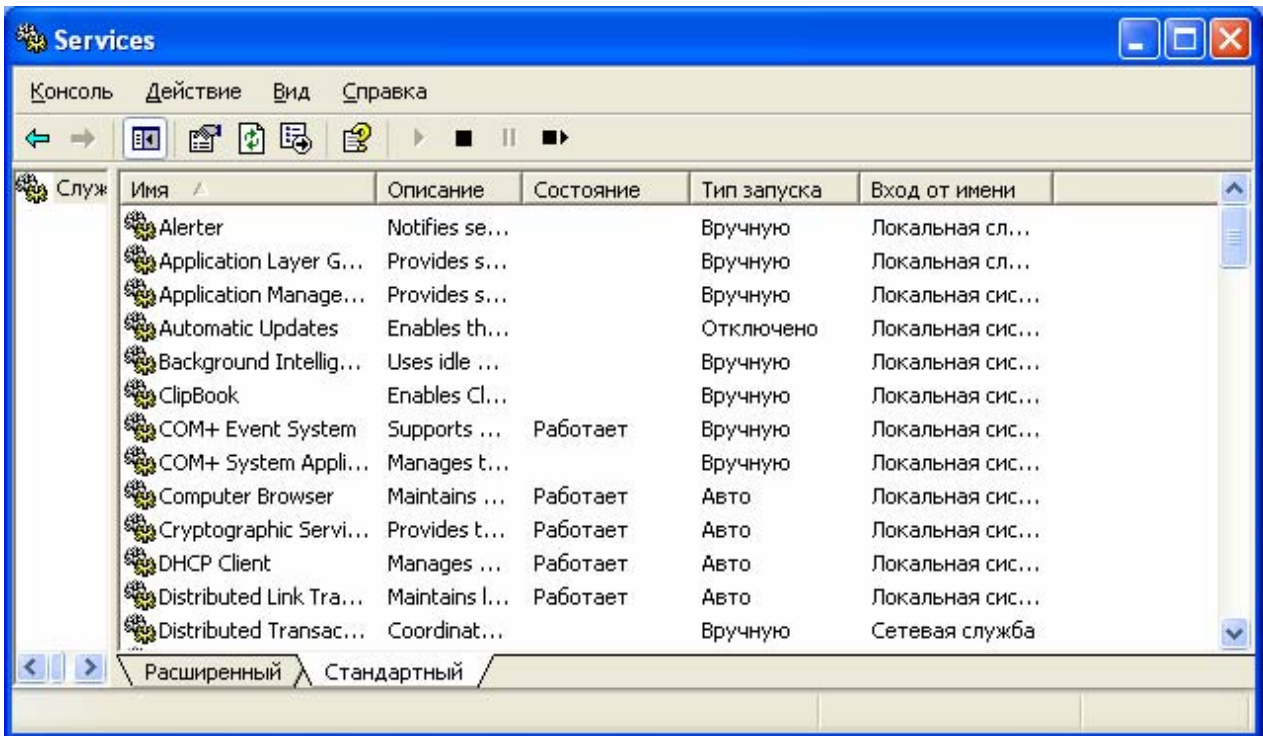 Services
Консоль Действие Вид Справка
Служ Имя Описание Состояние Тип запуска Вход от имени
Alerter Notifies se... Вручную Локальная сл...
Application Layer G... Provides s... Вручную Локальная сл...
Application Manage... Provides s... Вручную Локальная сис...
Automatic Updates Enables th... Отключено Локальная сис...
Background Intellig... Uses idle ... Вручную Локальная сис...
ClipBook Enables Cl... Вручную Локальная сис...
COM+ Event System Supports ... Работает Вручную Локальная сис...
COM+ System Appli... Manages t... Вручную Локальная сис...
Computer Browser Maintains ... Работает Авто Локальная сис...
Cryptographic Servi... Provides t... Работает Авто Локальная сис...
DHCP Client Manages ... Работает Авто Локальная сис...
Distributed Link Tra... Maintains l... Работает Авто Локальная сис...
Distributed Transac... Coordinat... Вручную Сетевая служба
Расширенный Стандартный